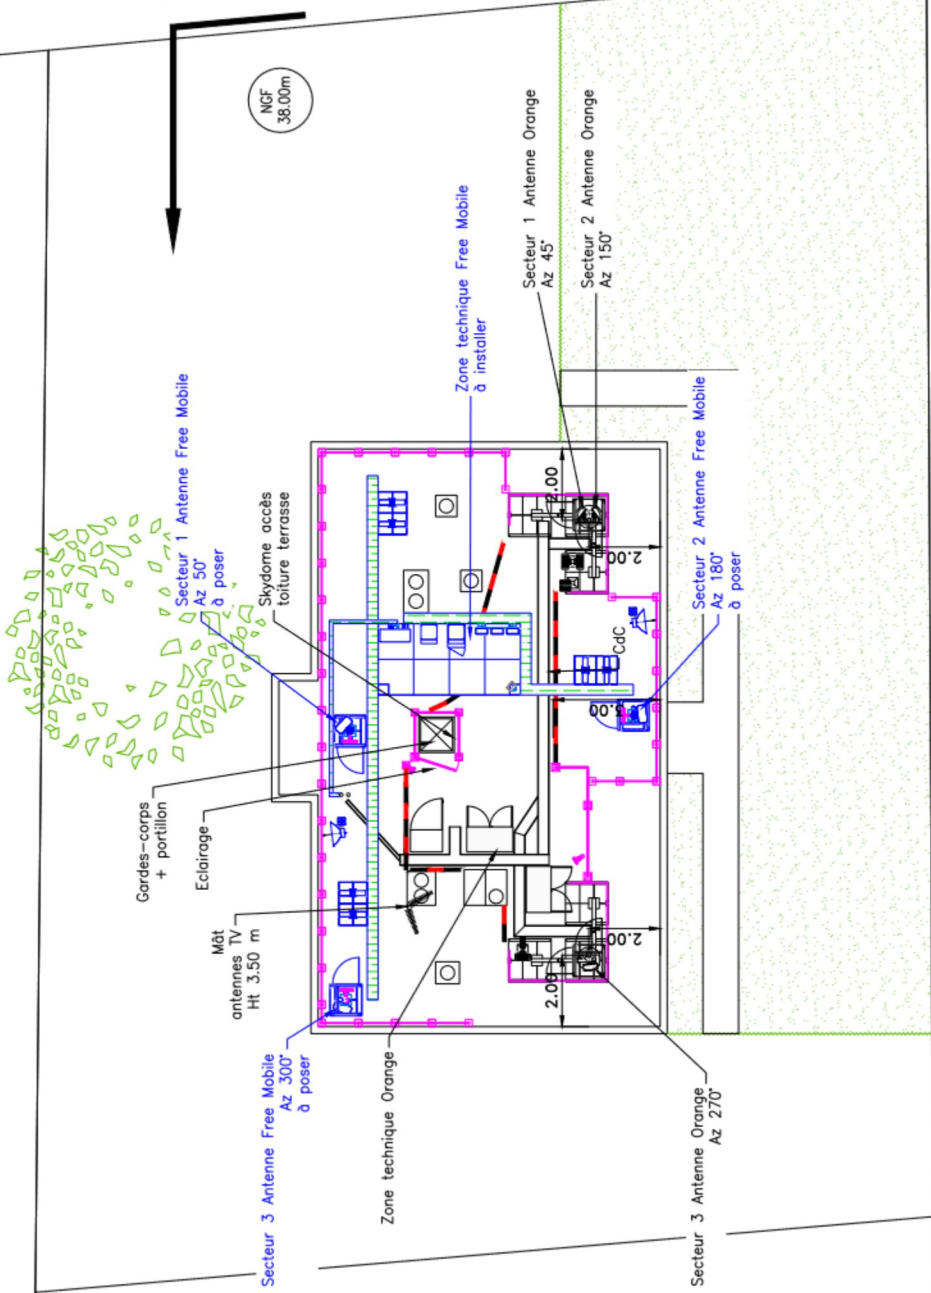 NGF
38.00m
Secteur 1 Antenne Orange
Az 45°
Secteur 2 Antenne Orange
Az 150°
Zone technique Free Mobile
à installer
Secteur 1 Antenne Free Mobile
Az 50°
à poser
Skydome accès
toiture terrasse
Secteur 2 Antenne Free Mobile
Az 180°
à poser
Gardes-corps
+ portillon
Eclairage
Mât
antennes TV
Ht 3.50 m
2.00
2.00
CdC
3.00
2.00
2.00
Secteur 3 Antenne Free Mobile
Az 300°
à poser
Zone technique Orange
Secteur 3 Antenne Orange
Az 270°